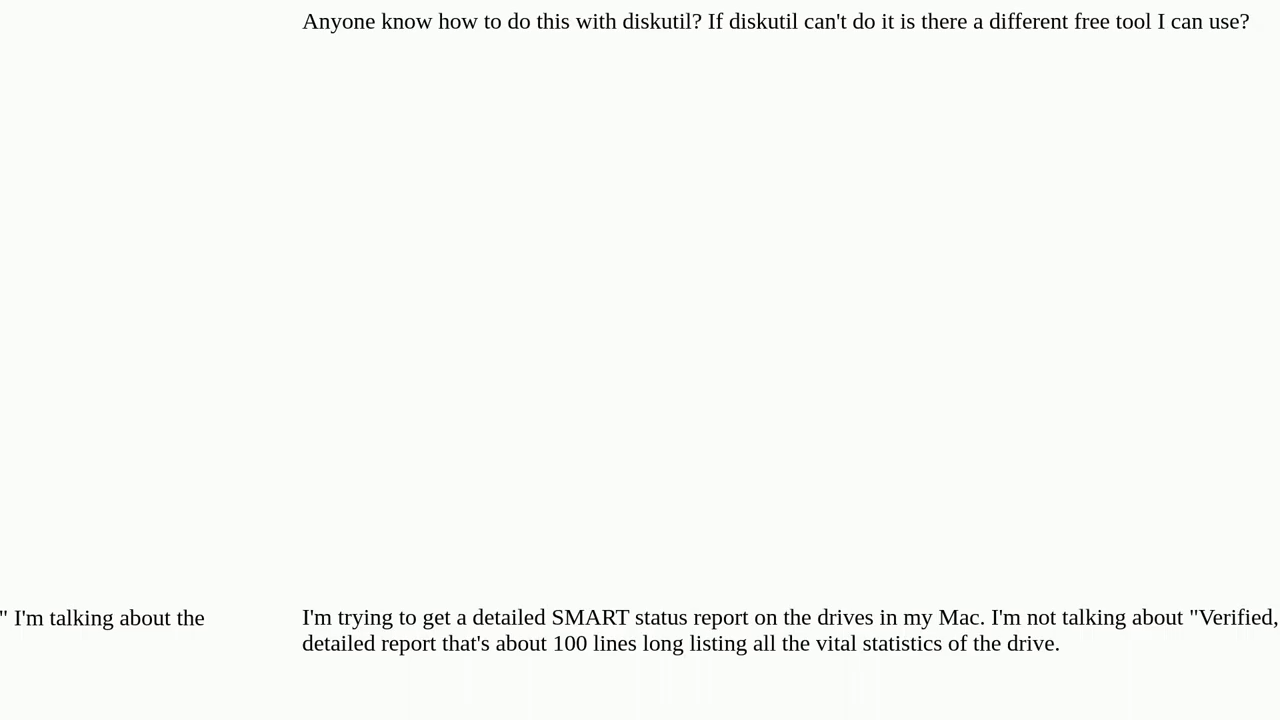 Anyone know how to do this with diskutil? If diskutil can't do it is there a different free tool I can use?
" I'm talking about the
I'm trying to get a detailed SMART status report on the drives in my Mac. I'm not talking about "Verified,
detailed report that's about 100 lines long listing all the vital statistics of the drive.